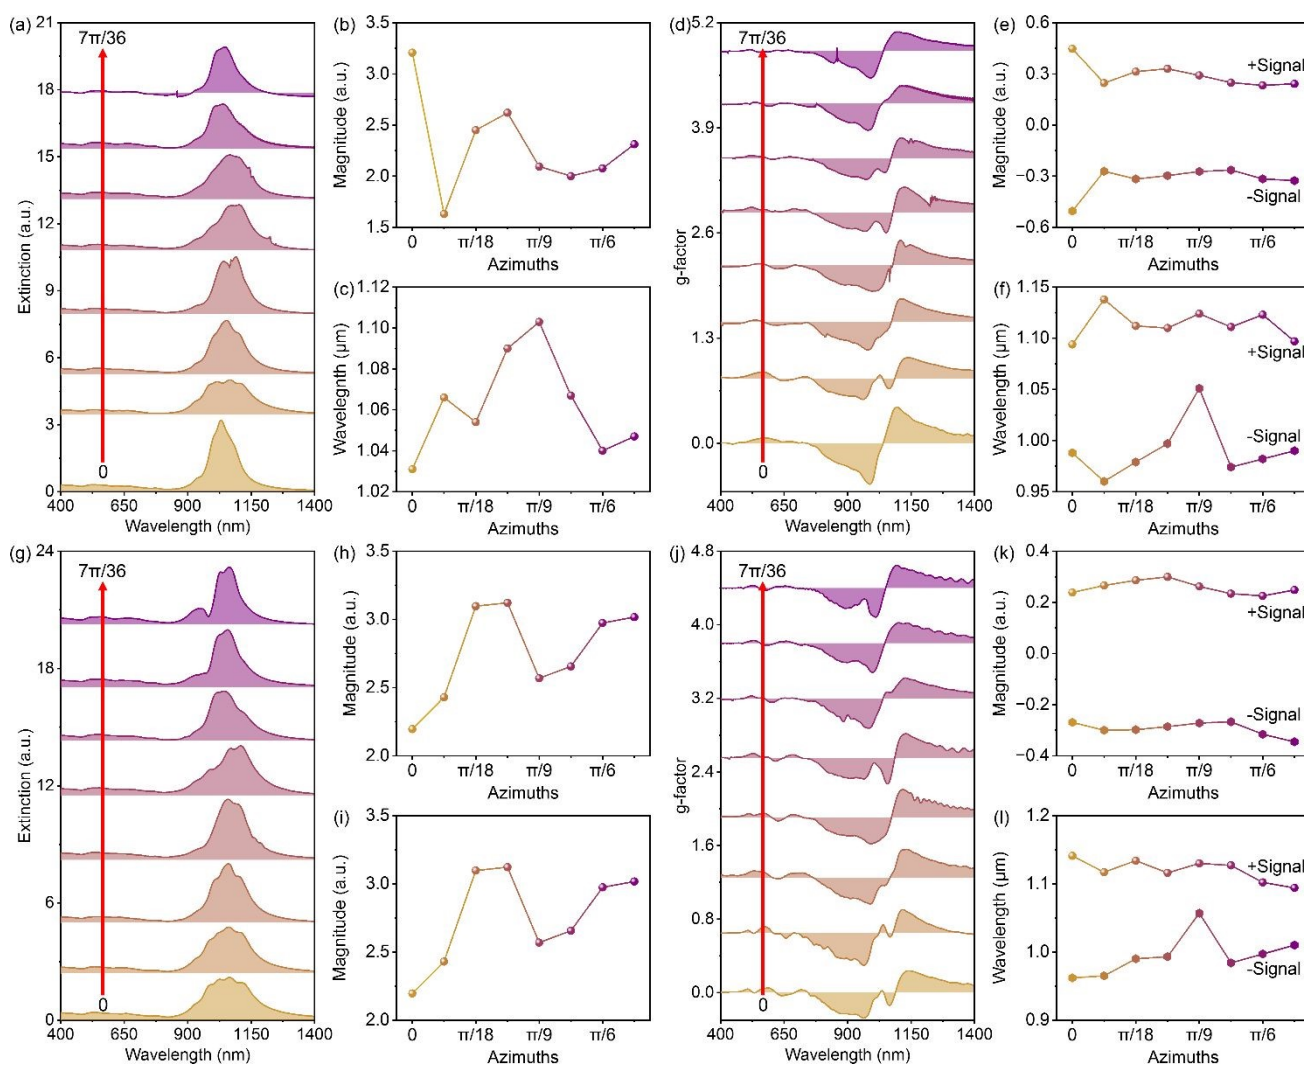 (a)
21
18
15
12
9
6
3
0
Extinction (a.u.)
7π/36
0
400 650 900 1150 1400
Wavelength (nm)
(b)
3.5
3.0
2.5
2.0
1.5
Magnitude (a.u.)
0 π/18 π/9 π/6
Azimuths
(c)
1.12
1.10
1.08
1.06
1.04
1.02
Wavelegnth (μm)
0 π/18 π/9 π/6
Azimuths
(d)
5.2
3.9
2.6
1.3
0.0
g-factor
7π/36
0
400 650 900 1150 1400
Wavelength (nm)
(e)
0.6
0.3
0.0
−0.3
−0.6
Magnitude (a.u.)
+Signal
-Signal
0 π/18 π/9 π/6
Azimuths
(f)
1.15
1.10
1.05
1.00
0.95
Wavelength (μm)
+Signal
-Signal
0 π/18 π/9 π/6
Azimuths
(g)
24
18
12
6
0
Extinction (a.u.)
7π/36
0
400 650 900 1150 1400
Wavelength (nm)
(h)
3.5
3.0
2.5
2.0
Magnitude (a.u.)
0 π/18 π/9 π/6
Azimuths
(i)
3.5
3.0
2.5
2.0
Magnitude (a.u.)
0 π/18 π/9 π/6
Azimuths
(j)
4.8
4.0
3.2
2.4
1.6
0.8
0.0
g-factor
7π/36
0
400 650 900 1150 1400
Wavelength (nm)
(k)
0.4
0.2
0.0
−0.2
−0.4
Magnitude (a.u.)
+Signal
-Signal
0 π/18 π/9 π/6
Azimuths
(l)
1.2
1.1
1.0
0.9
Wavelength (μm)
+Signal
-Signal
0 π/18 π/9 π/6
Azimuths